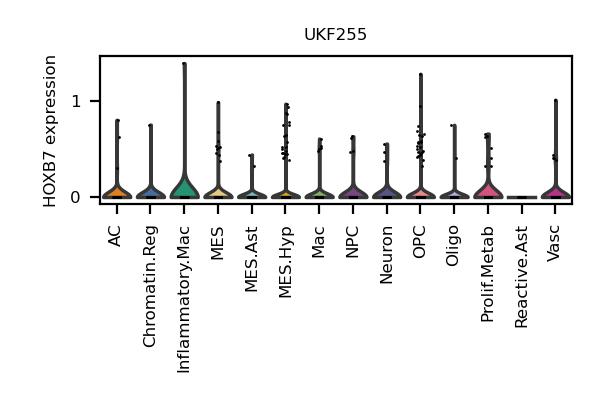 UKF255
HOXB7 expression
1
0
AC
Chromatin.Reg
Inflammatory.Mac
MES
MES.Ast
MES.Hyp
Mac
NPC
Neuron
OPC
Oligo
Prolif.Metab
Reactive.Ast
Vasc